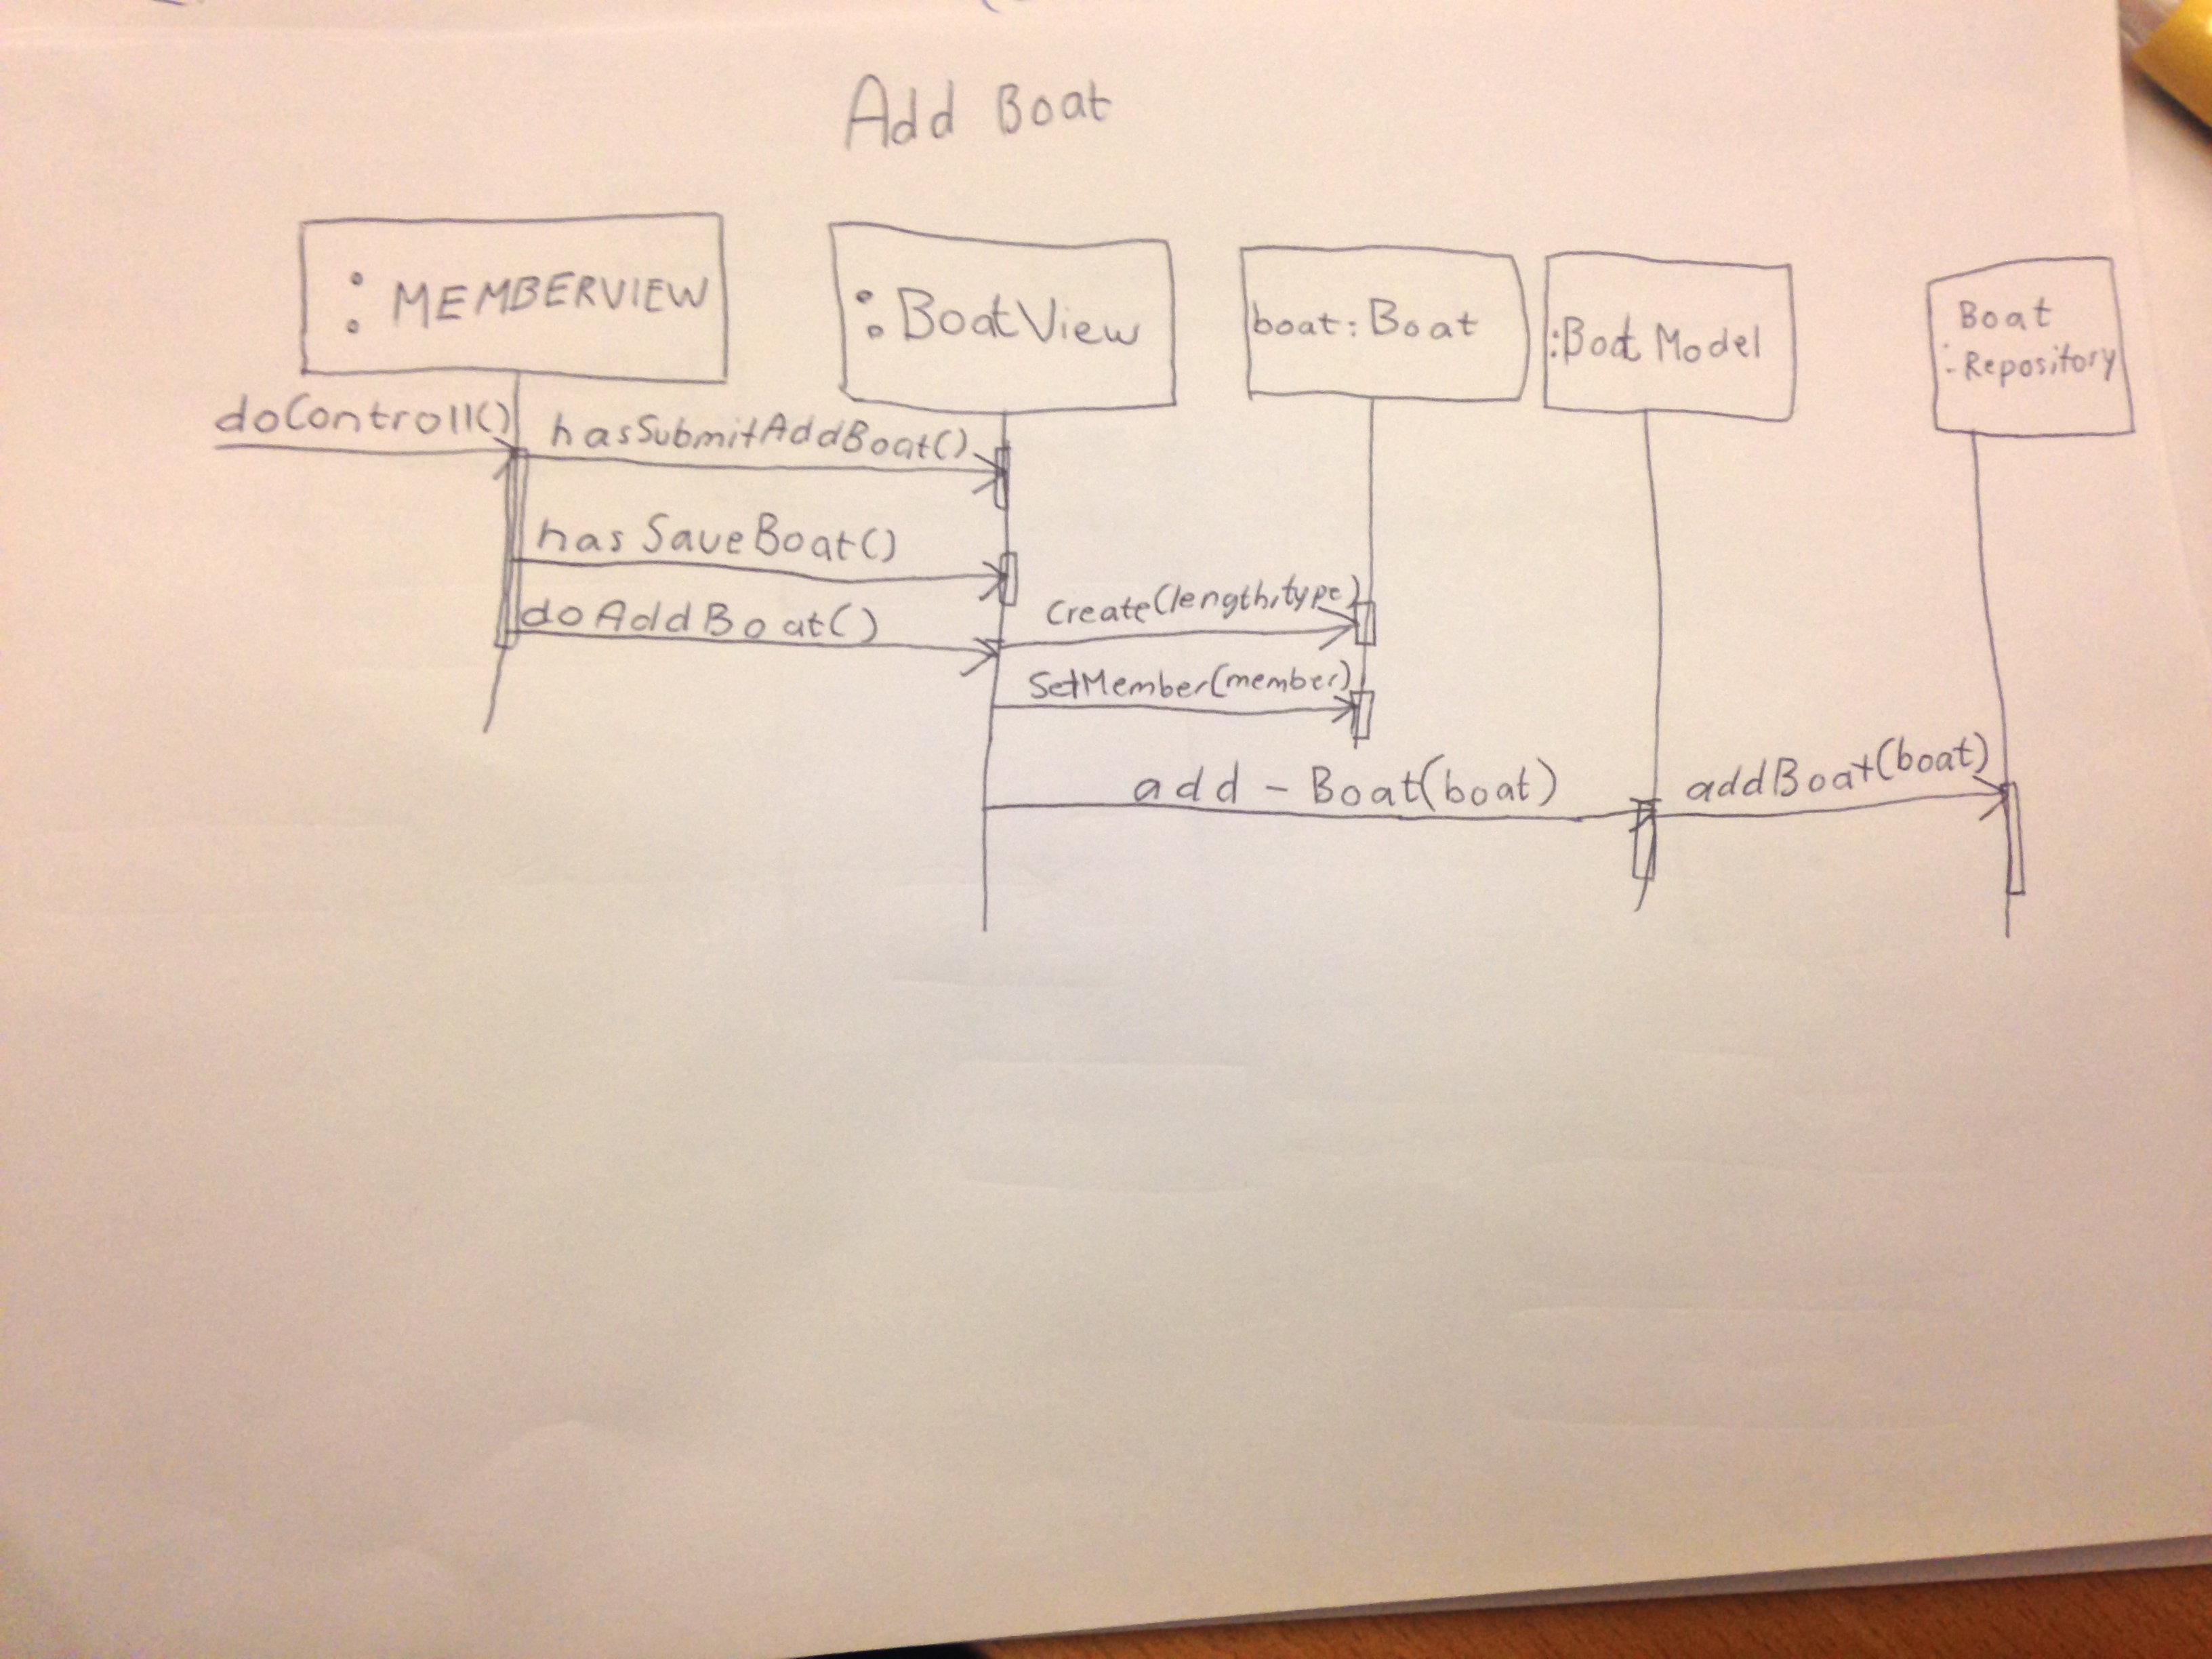 Add Boat
: MEMBERVIEW
: BoatView
boat: Boat
:Boat Model
Boat
:-Repository
doControll()
hasSubmitAddBoat()
has SaveBoat()
doAddBoat()
Create(length,type)
SetMember(member)
add - Boat(boat)
addBoat(boat)